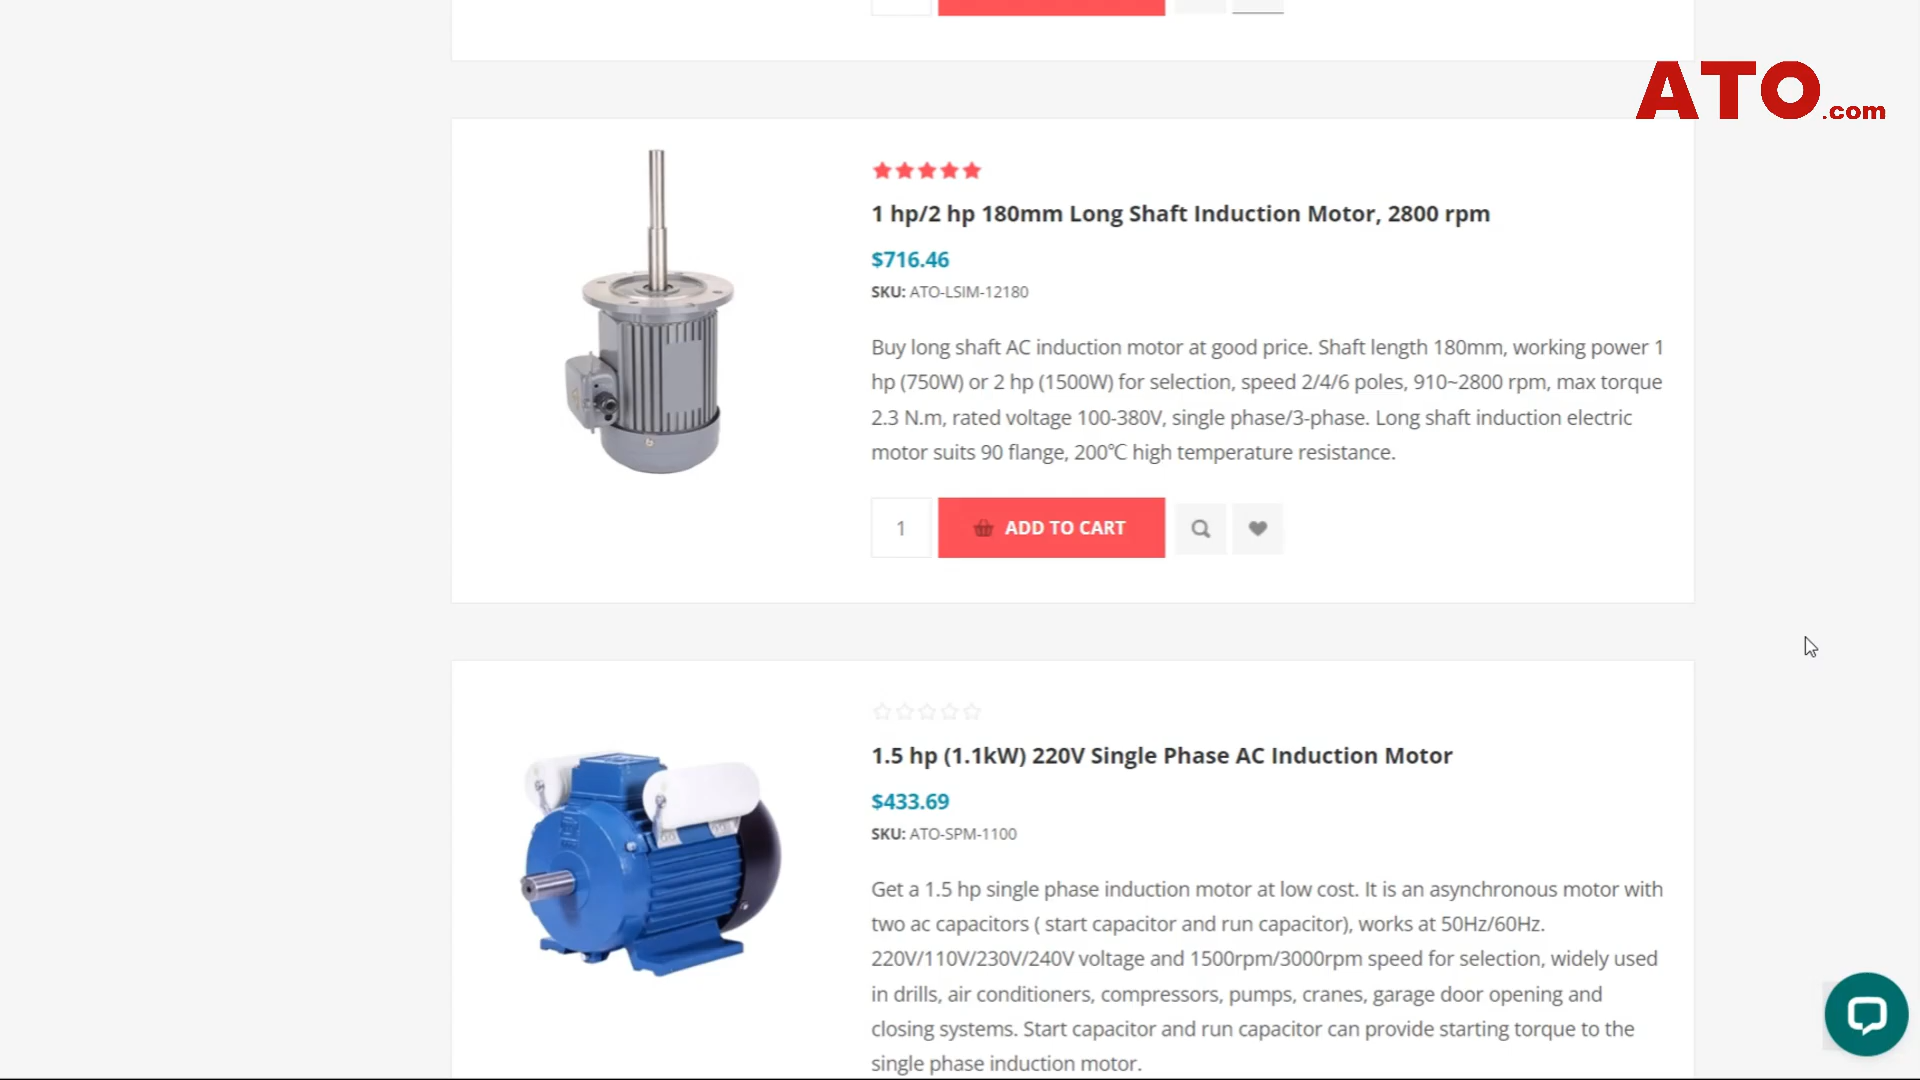 ATO.com
1 hp/2 hp 180mm Long Shaft Induction Motor, 2800 rpm
$716.46
SKU: ATO-LSIM-12180
Buy long shaft AC induction motor at good price. Shaft length 180mm, working power 1
hp (750W) or 2 hp (1500W) for selection, speed 2/4/6 poles, 910~2800 rpm, max torque
2.3 N.m, rated voltage 100-380V, single phase/3-phase. Long shaft induction electric
motor suits 90 flange, 200℃ high temperature resistance.
1 ADD TO CART
1.5 hp (1.1kW) 220V Single Phase AC Induction Motor
$433.69
SKU: ATO-SPM-1100
Get a 1.5 hp single phase induction motor at low cost. It is an asynchronous motor with
two ac capacitors ( start capacitor and run capacitor), works at 50Hz/60Hz.
220V/110V/230V/240V voltage and 1500rpm/3000rpm speed for selection, widely used
in drills, air conditioners, compressors, pumps, cranes, garage door opening and
closing systems. Start capacitor and run capacitor can provide starting torque to the
single phase induction motor.